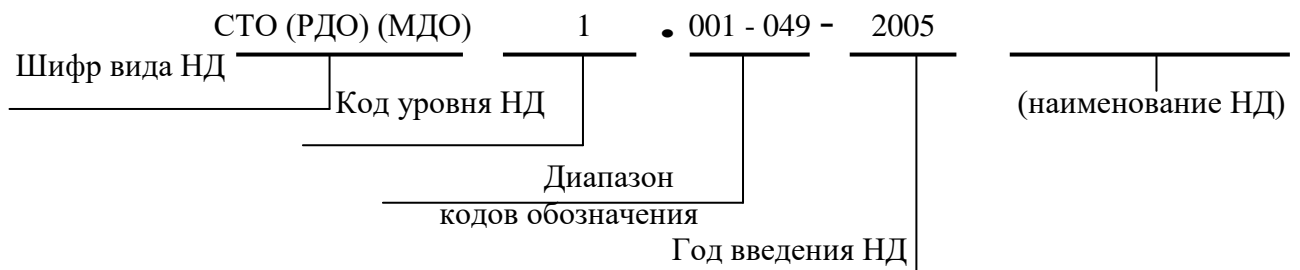 СТО (РДО) (МДО) 1 . 001 - 049 - 2005
Шифр вида НД
Код уровня НД
(наименование НД)
Диапазон
кодов обозначения
Год введения НД